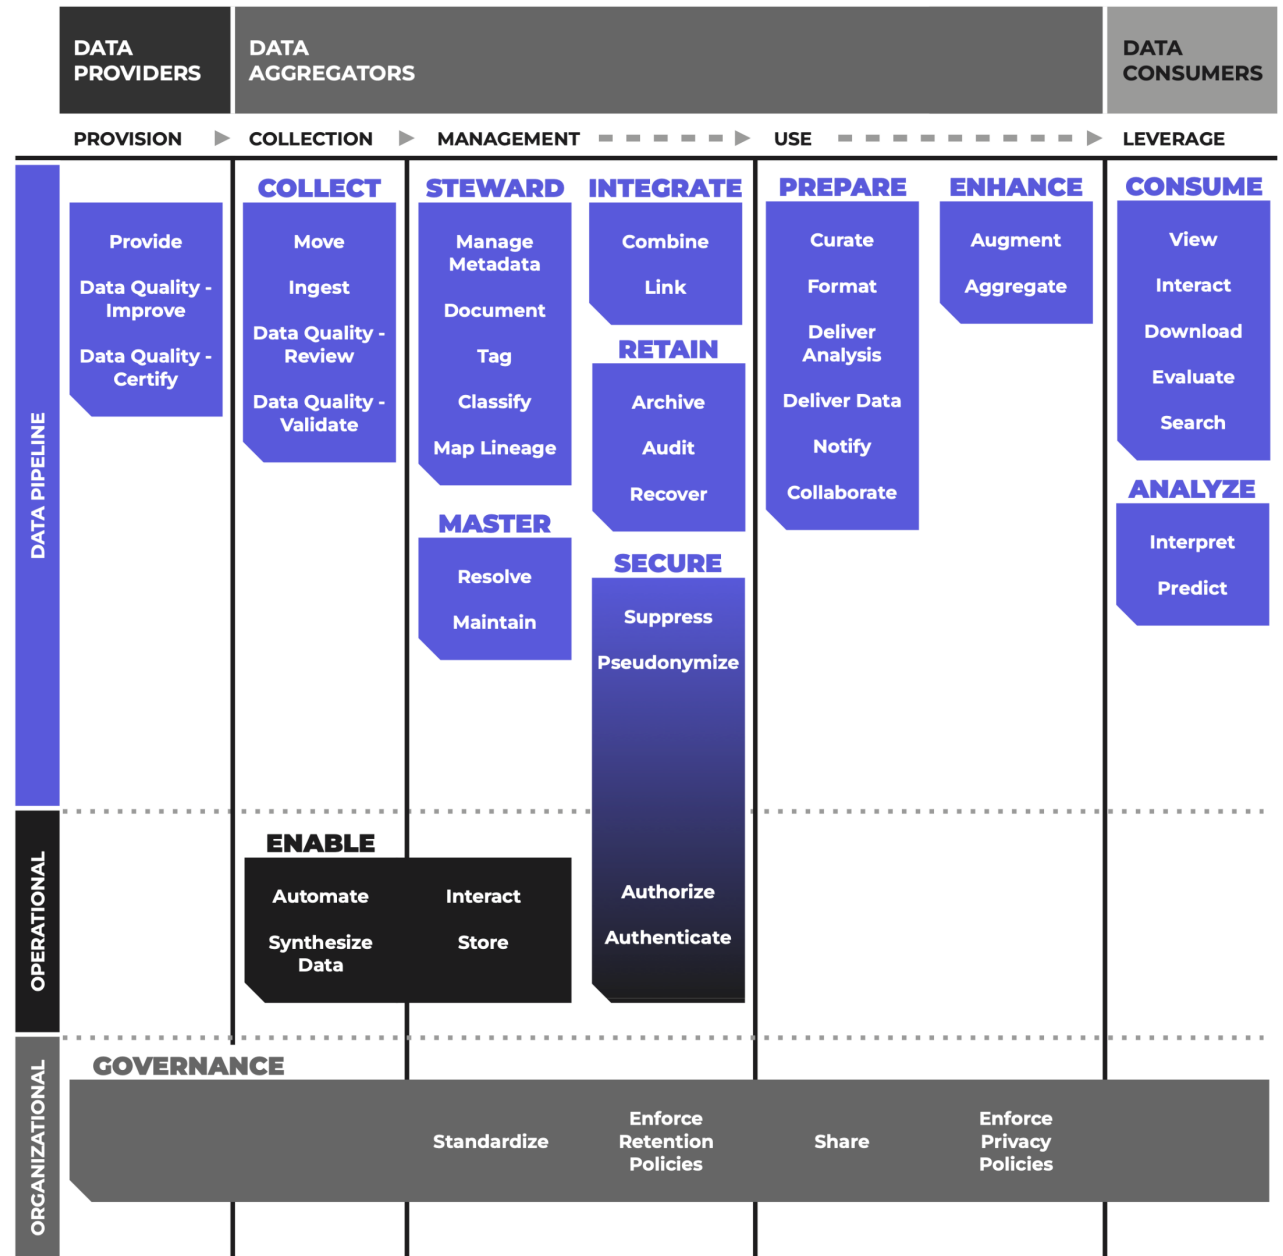 DATA
PROVIDERS
DATA
AGGREGATORS
DATA
CONSUMERS
PROVISION
COLLECTION
MANAGEMENT
USE
LEVERAGE
DATA PIPELINE
Provide
Data Quality -
Improve
Data Quality -
Certify
COLLECT
Move
Ingest
Data Quality -
Review
Data Quality -
Validate
STEWARD
Manage
Metadata
Document
Tag
Classify
Map Lineage
MASTER
Resolve
Maintain
INTEGRATE
Combine
Link
RETAIN
Archive
Audit
Recover
SECURE
Suppress
Pseudonymize
Authorize
Authenticate
PREPARE
Curate
Format
Deliver
Analysis
Deliver Data
Notify
Collaborate
ENHANCE
Augment
Aggregate
CONSUME
View
Interact
Download
Evaluate
Search
ANALYZE
Interpret
Predict
OPERATIONAL
ENABLE
Automate
Synthesize
Data
Interact
Store
ORGANIZATIONAL
GOVERNANCE
Standardize
Enforce
Retention
Policies
Share
Enforce
Privacy
Policies